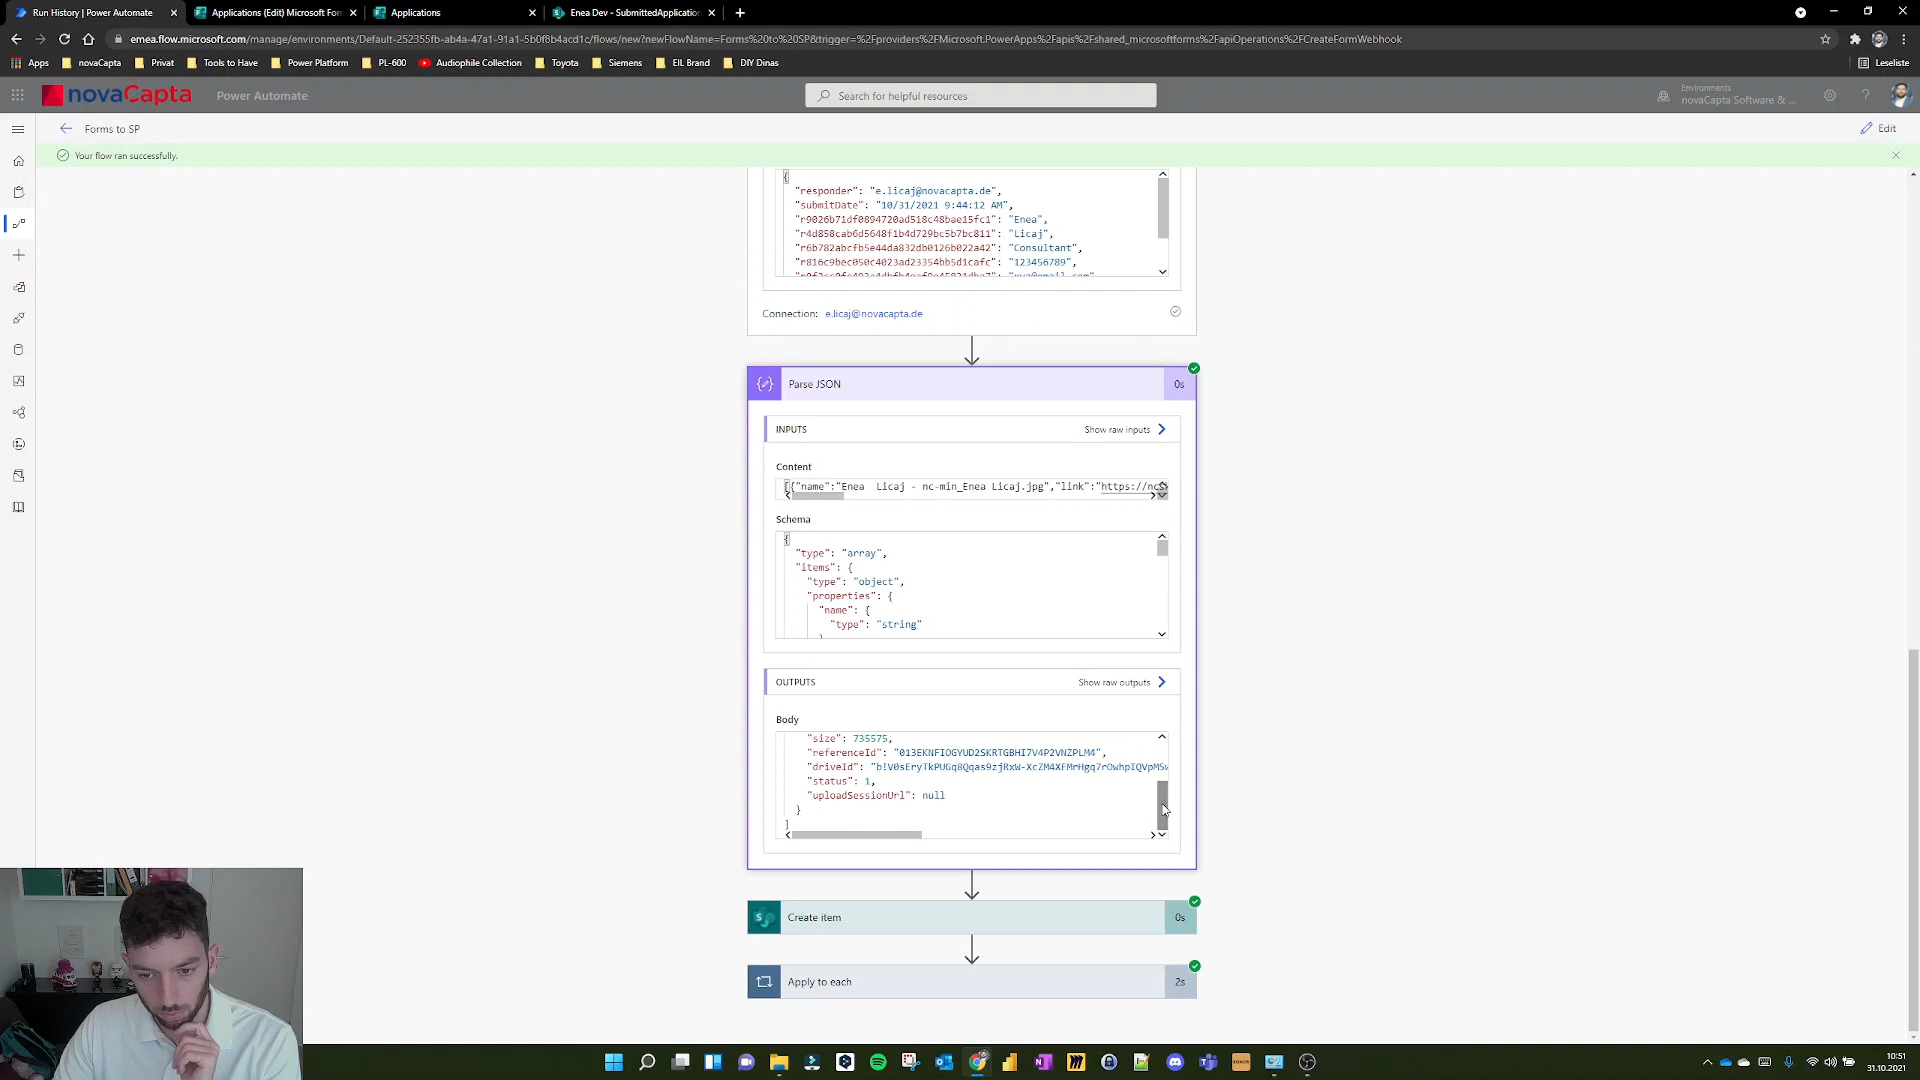 Run History | Power Automate
Applications (Edit) Microsoft For
Applications
Enea Dev - SubmittedApplication
emea.flow.microsoft.com/manage/environments/Default-252355fb-ab4a-47a1-91a1-5b0f8b4acd1c/flows/new?newFlowName=Forms%20to%20SP&trigger=%2Fproviders%2FMicrosoft.PowerApps%2Fapis%2Fshared_microsoftforms%2FapiOperations%2FCreateFormWebhook
Apps
novaCapta
Privat
Tools to Have
Power Platform
PL-600
Audiophile Collection
Toyota
Siemens
EIL Brand
DIY Dinas
Leseliste
novaCapta
Power Automate
Search for helpful resources
Environments
novaCapta Software & ...
Forms to SP
Edit
Your flow ran successfully.
{
"responder": "e.licaj@novacapta.de",
"submitDate": "10/31/2021 9:44:12 AM",
"r9026b71df0894720ad518c48bae15fc1": "Enea",
"r4d858cab6d5648f1b4d729bc5b7bc811": "Licaj",
"r6b782abcfb5e44da832db0126b022a42": "Consultant",
"r816c9bec050c4023ad23354bb5d1cafc": "123456789",
Connection: e.licaj@novacapta.de
Parse JSON
0s
INPUTS
Show raw inputs
Content
[{"name":"Enea  Licaj - nc-min_Enea Licaj.jpg","link":"https://ncs
Schema
{
"type": "array",
"items": {
"type": "object",
"properties": {
"name": {
"type": "string"
}
OUTPUTS
Show raw outputs
Body
"size": 735575,
"referenceId": "013EKNFIOGYUD2SKRTGBHI7V4P2VNZPLM4",
"driveId": "b!V0sEryTkPUGq8Qqas9zjRxW-XcZM4XFMrHgq7rOwhpIQVpMSw
"status": 1,
"uploadSessionUrl": null
}
]
Create item
0s
Apply to each
2s
10:51
31.10.2021